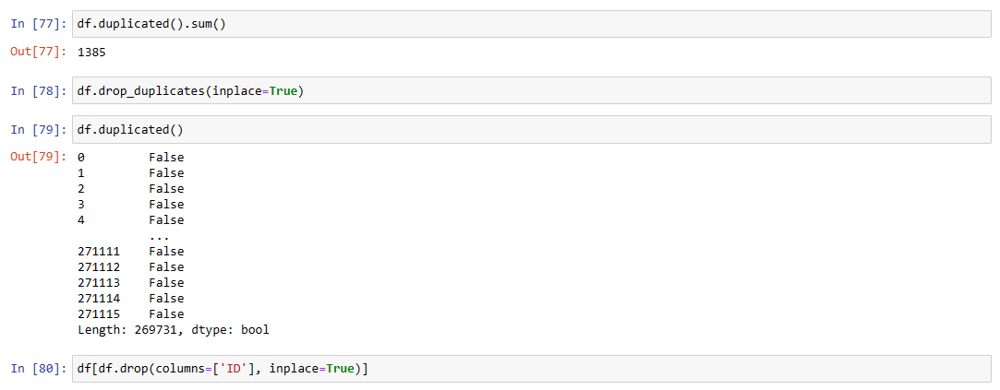 In [77]: df.duplicated().sum()
Out[77]: 1385
In [78]: df.drop_duplicates(inplace=True)
In [79]: df.duplicated()
Out[79]: 0         False
1         False
2         False
3         False
4         False
...
271111    False
271112    False
271113    False
271114    False
271115    False
Length: 269731, dtype: bool
In [80]: df[df.drop(columns=['ID'], inplace=True)]